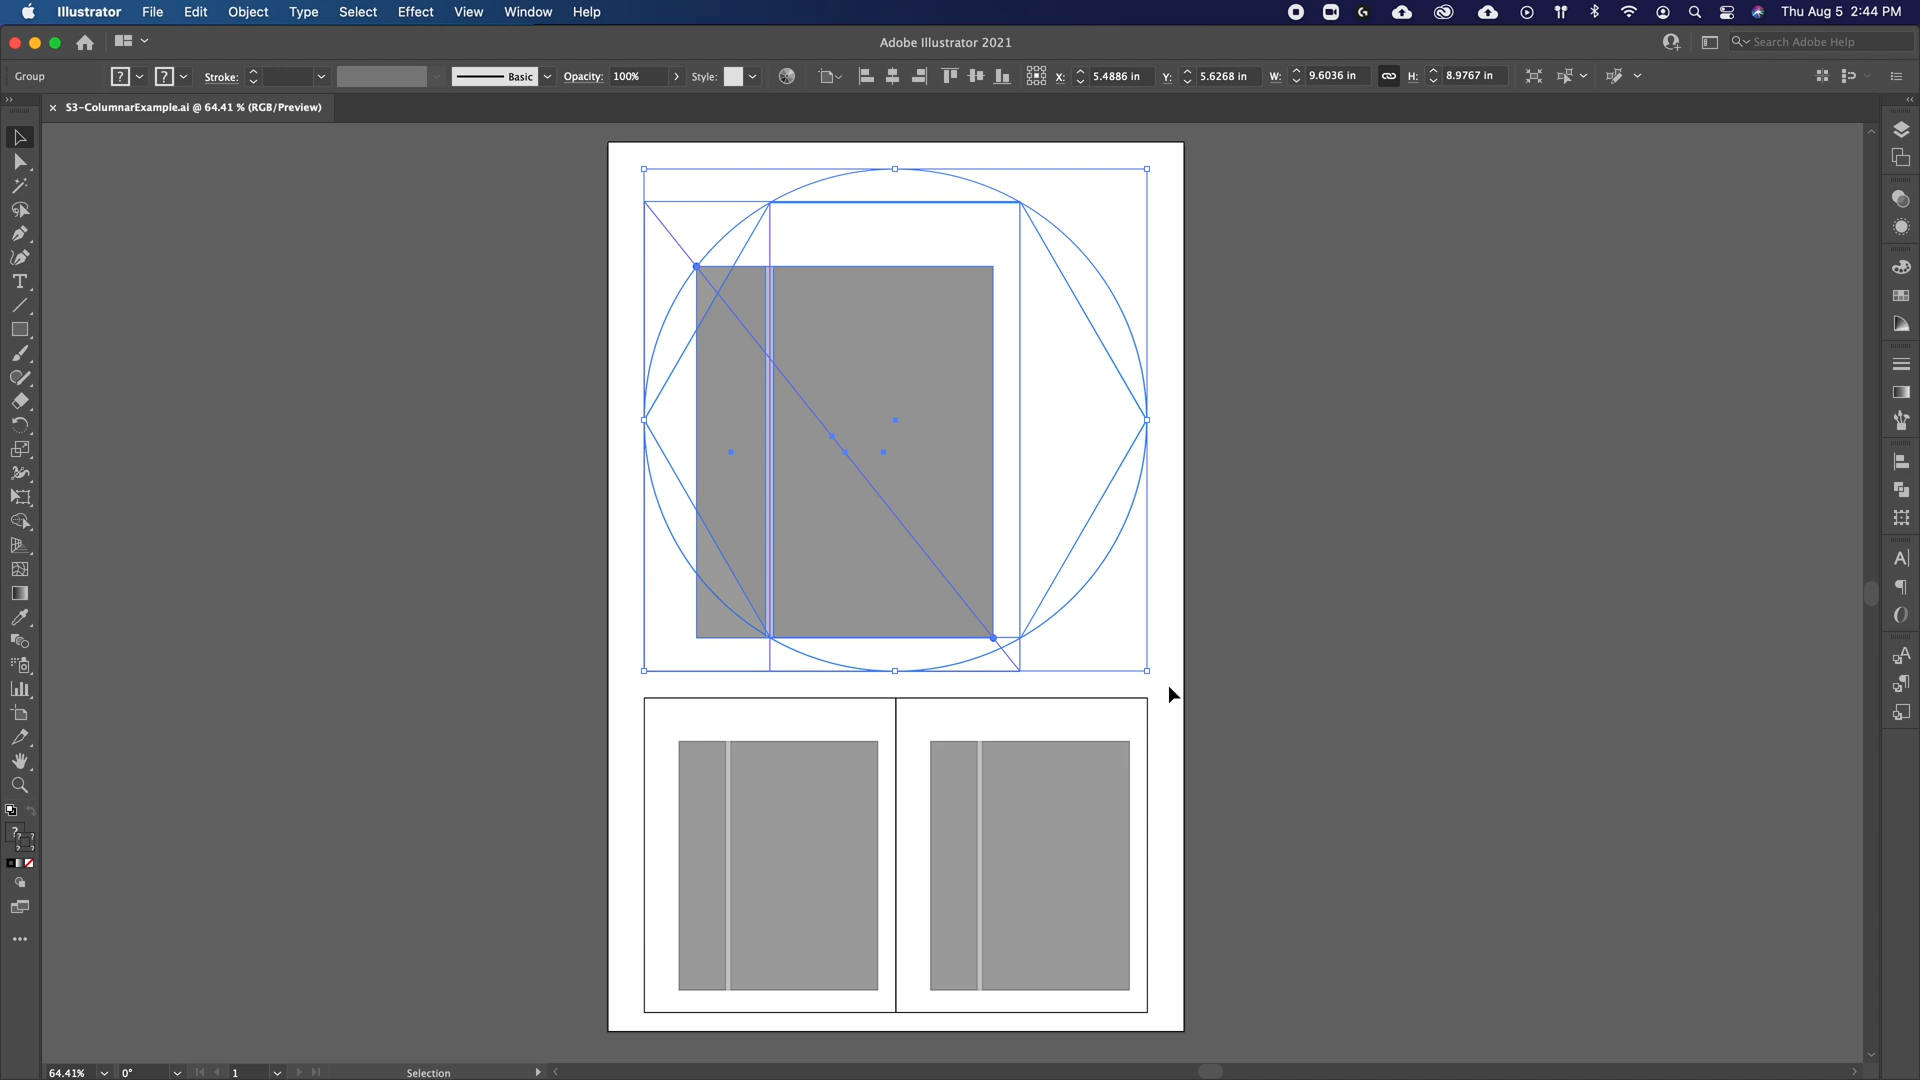 Illustrator File Edit Object Type Select Effect View Window Help Thu Aug 5 2:44 PM
Adobe Illustrator 2021 Search Adobe Help
Group ? ? Stroke: Basic Opacity: 100% Style: X: 5.4886 in Y: 5.6268 in W: 9.6036 in H: 8.9767 in
× S3-ColumnarExample.ai @ 64.41 % (RGB/Preview)
64.41% 0° 1 Selection